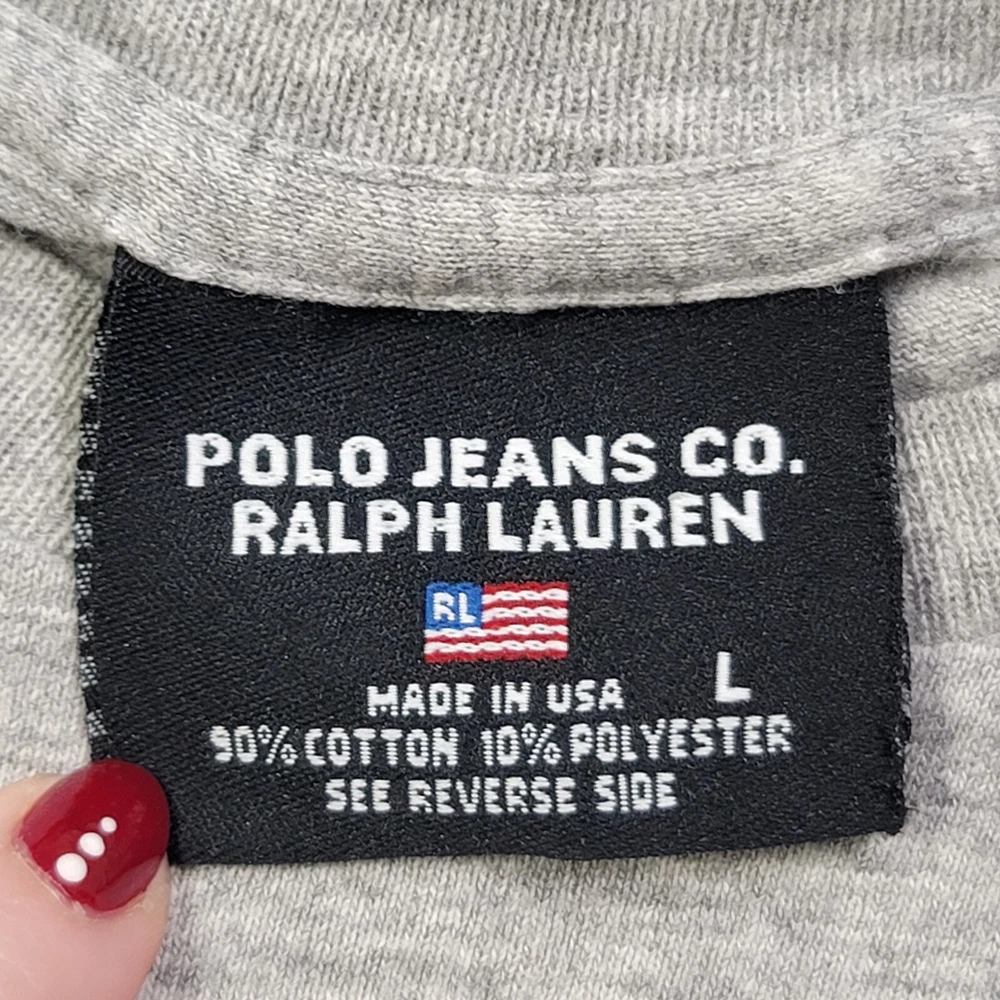 POLO JEANS CO.
RALPH LAUREN
RL
MADE IN USA L
90% COTTON 10% POLYESTER
SEE REVERSE SIDE